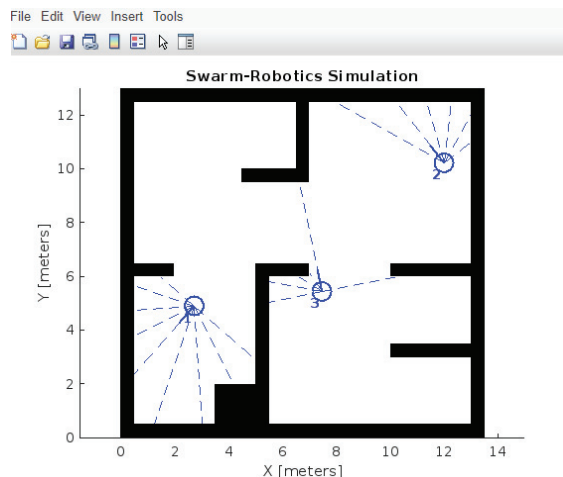 File Edit View Insert Tools
Swarm-Robotics Simulation
12
10
8
6
4
2
0
Y [meters]
2
1
3
0 2 4 6 8 10 12 14
X [meters]